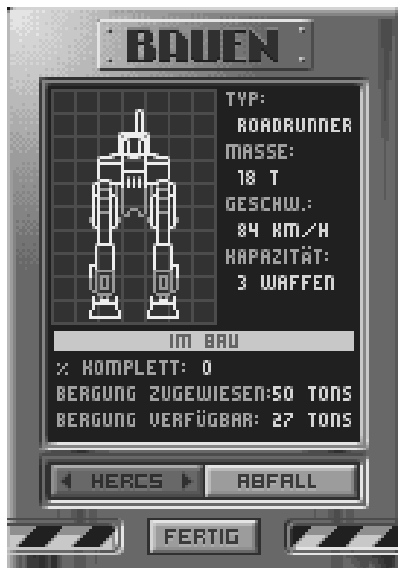 BAUEN
TYP:
ROADRUNNER
MASSE:
18 T
GESCHW.:
84 KM/H
KAPAZITÄT:
3 WAFFEN
IM BAU
% KOMPLETT: 0
BERGUNG ZUGEWIESEN:50 TONS
BERGUNG VERFÜGBAR: 27 TONS
HERCS
ABFALL
FERTIG